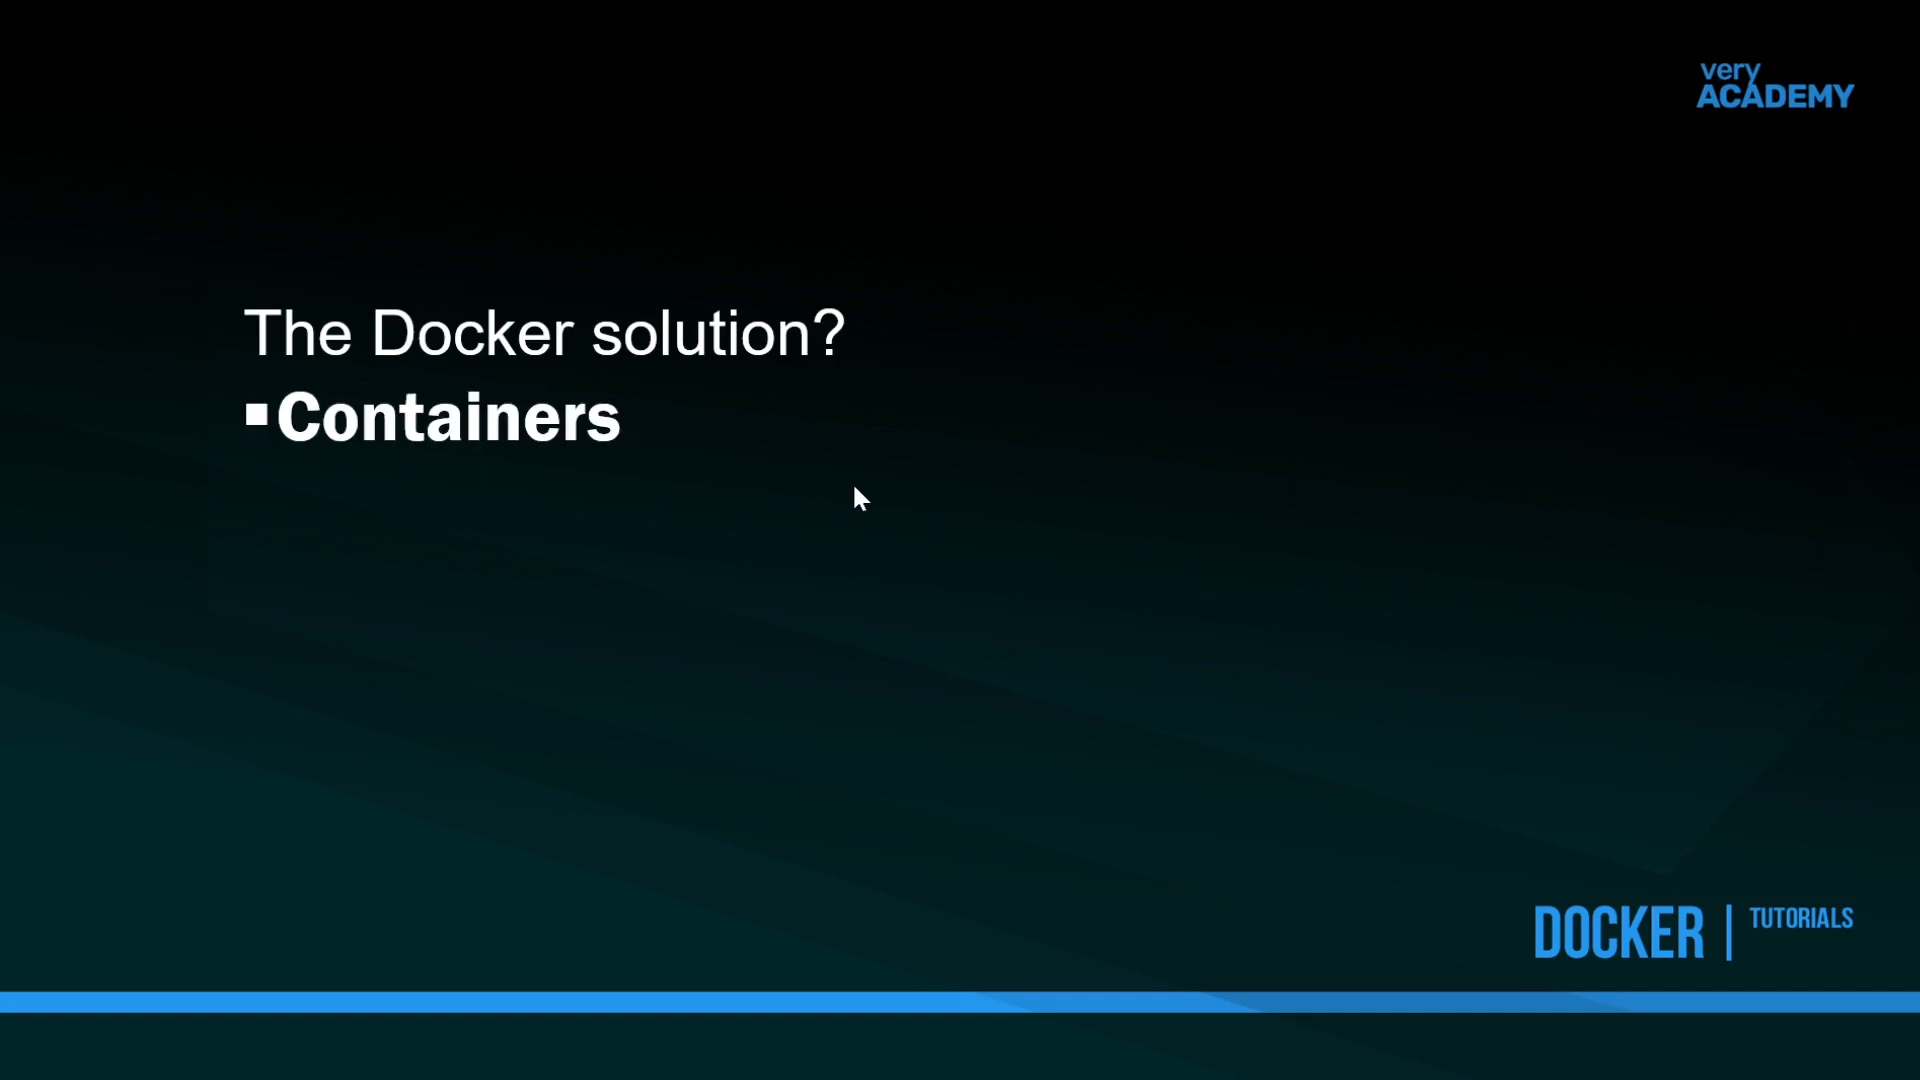 very
ACADEMY
The Docker solution?
▪Containers
DOCKER | TUTORIALS